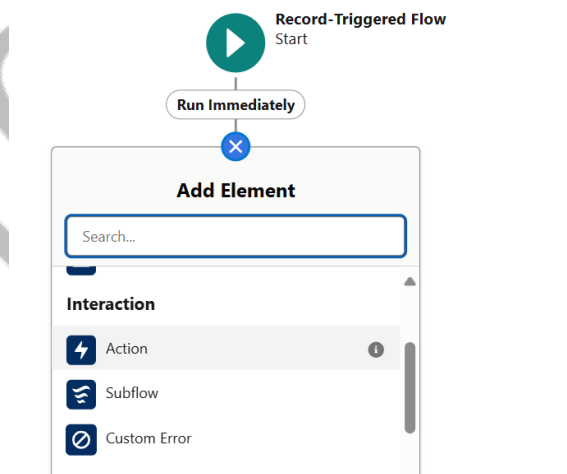 Record-Triggered Flow
Start
Run Immediately
Add Element
Search...
Interaction
Action
Subflow
Custom Error